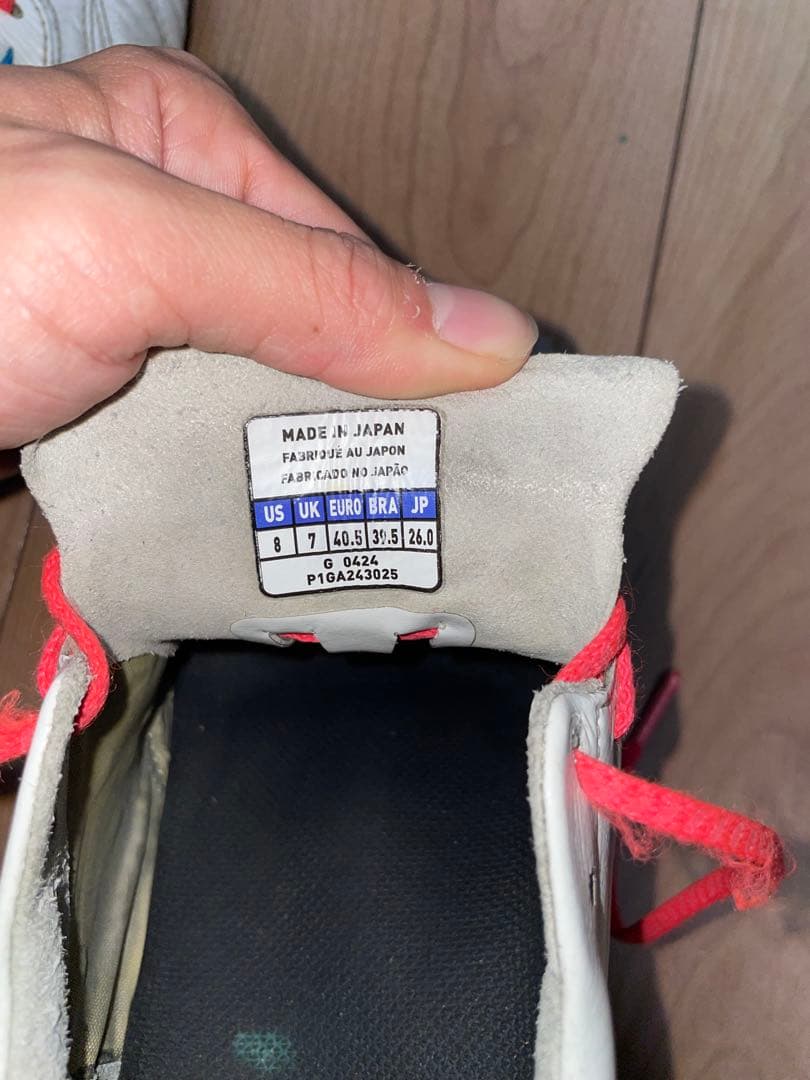 MADE IN JAPAN
FABRIQUÉ AU JAPON
FABRICADO NO JAPÃO
US UK EURO BRA JP
8 7 40.5 39.5 26.0
G 0424
P1GA243025